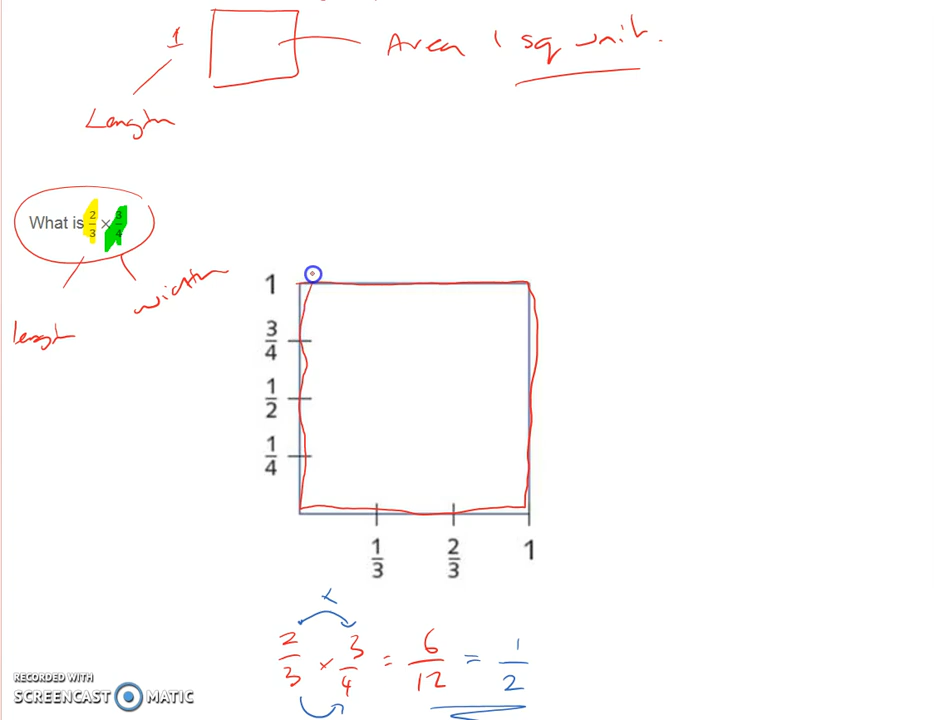 1
Area 1 sq unit.
Length
What is 2/3 × 3/4
length
width
1
3/4
1/2
1/4
1/3 2/3 1
x
2/3 × 3/4 = 6/12 = 1/2
RECORDED WITH
SCREENCAST MATIC